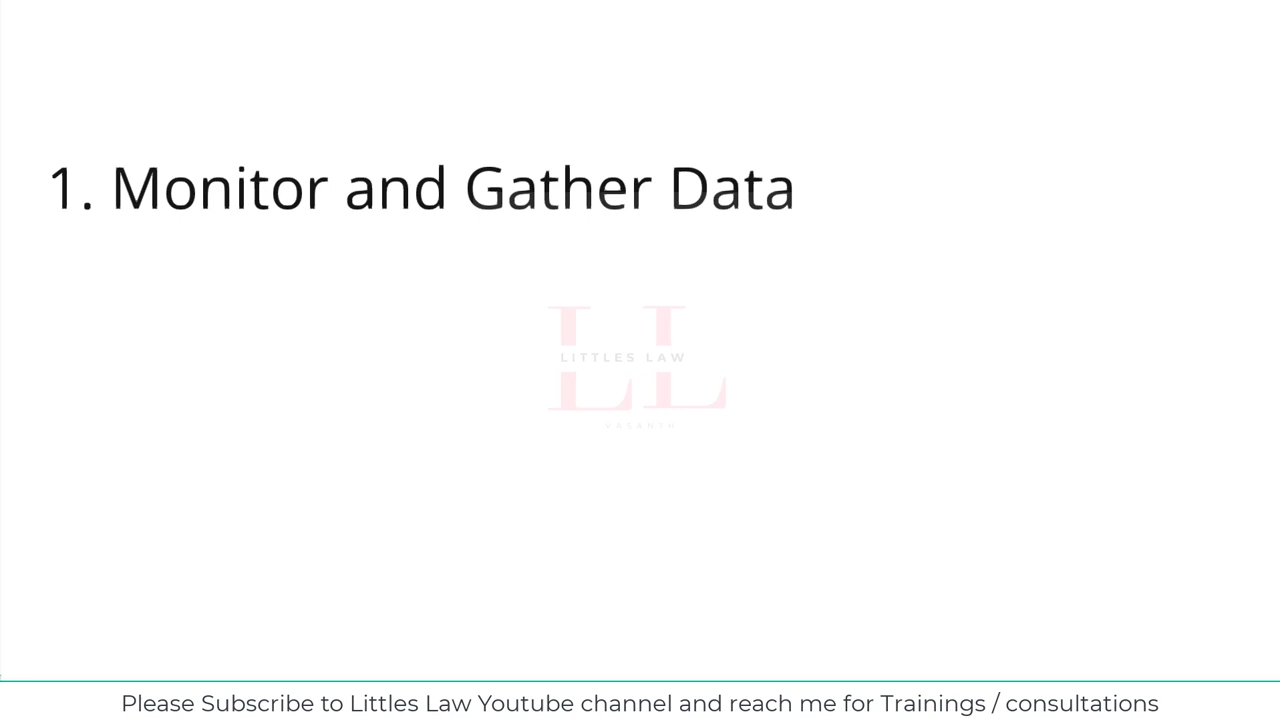 1. Monitor and Gather Data
LITTLES LAW
VASANTH
Please Subscribe to Littles Law Youtube channel and reach me for Trainings / consultations